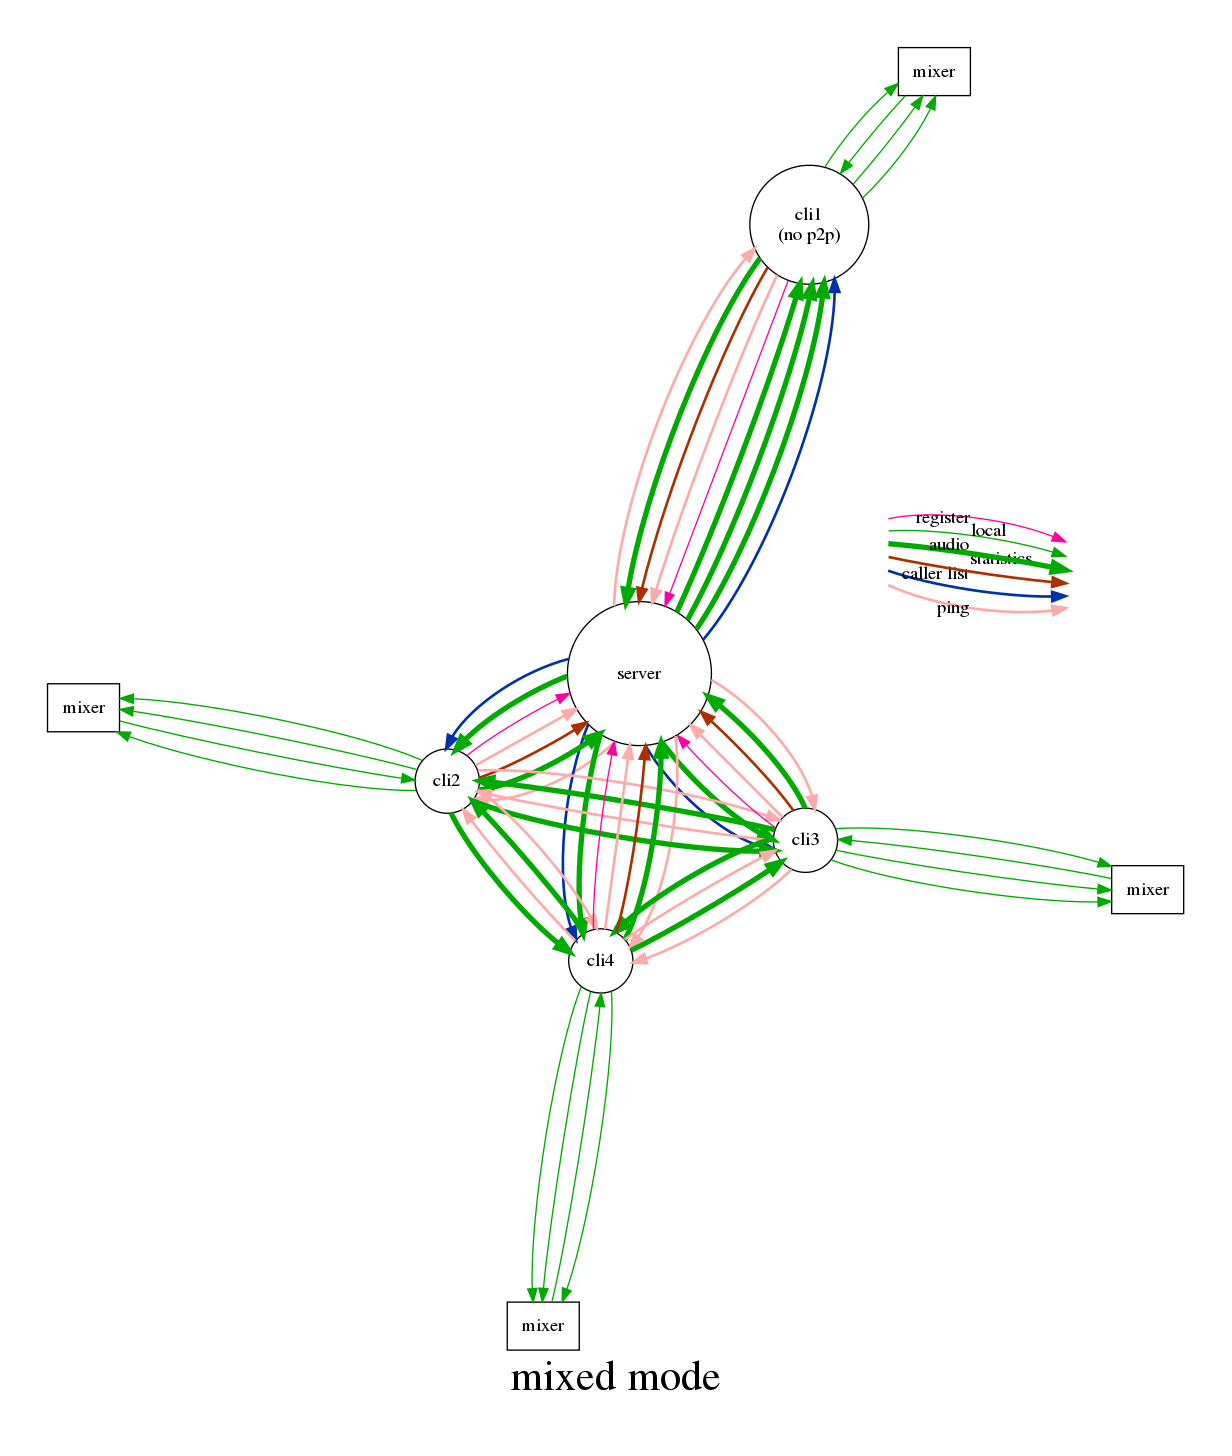 mixer
cli1
(no p2p)
register
local
audio
statistics
caller list
ping
server
mixer
cli2
cli3
mixer
cli4
mixer
mixed mode